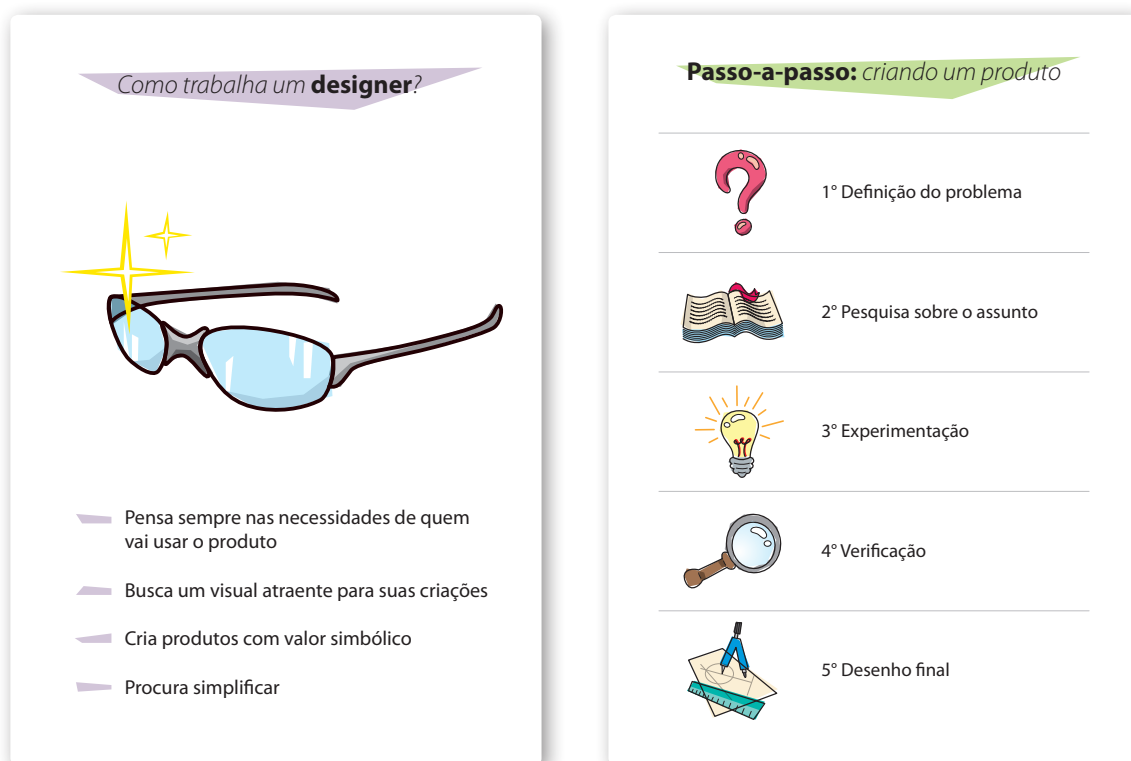 Como trabalha um designer?
Pensa sempre nas necessidades de quem
vai usar o produto
Busca um visual atraente para suas criações
Cria produtos com valor simbólico
Procura simplificar
Passo-a-passo: criando um produto
1° Definição do problema
2° Pesquisa sobre o assunto
3° Experimentação
4° Verificação
5° Desenho final